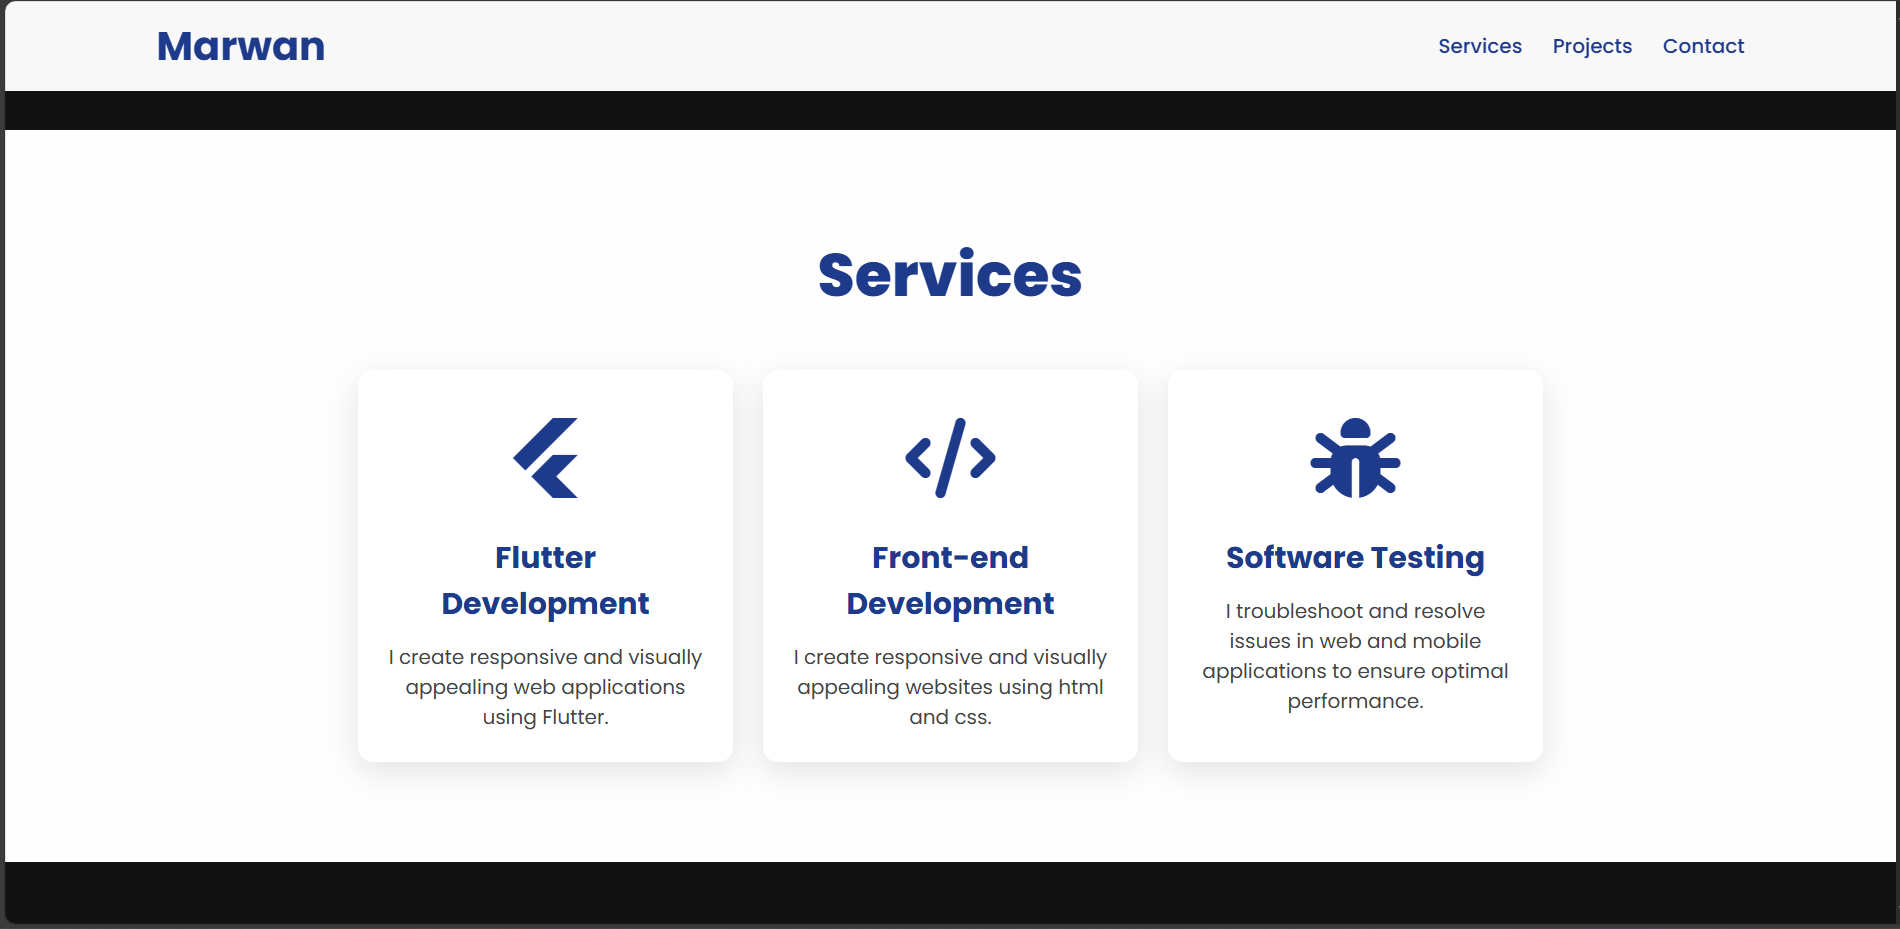 Marwan
Services Projects Contact
Services
Flutter
Development
I create responsive and visually
appealing web applications
using Flutter.
Front-end
Development
I create responsive and visually
appealing websites using html
and css.
Software Testing
I troubleshoot and resolve
issues in web and mobile
applications to ensure optimal
performance.